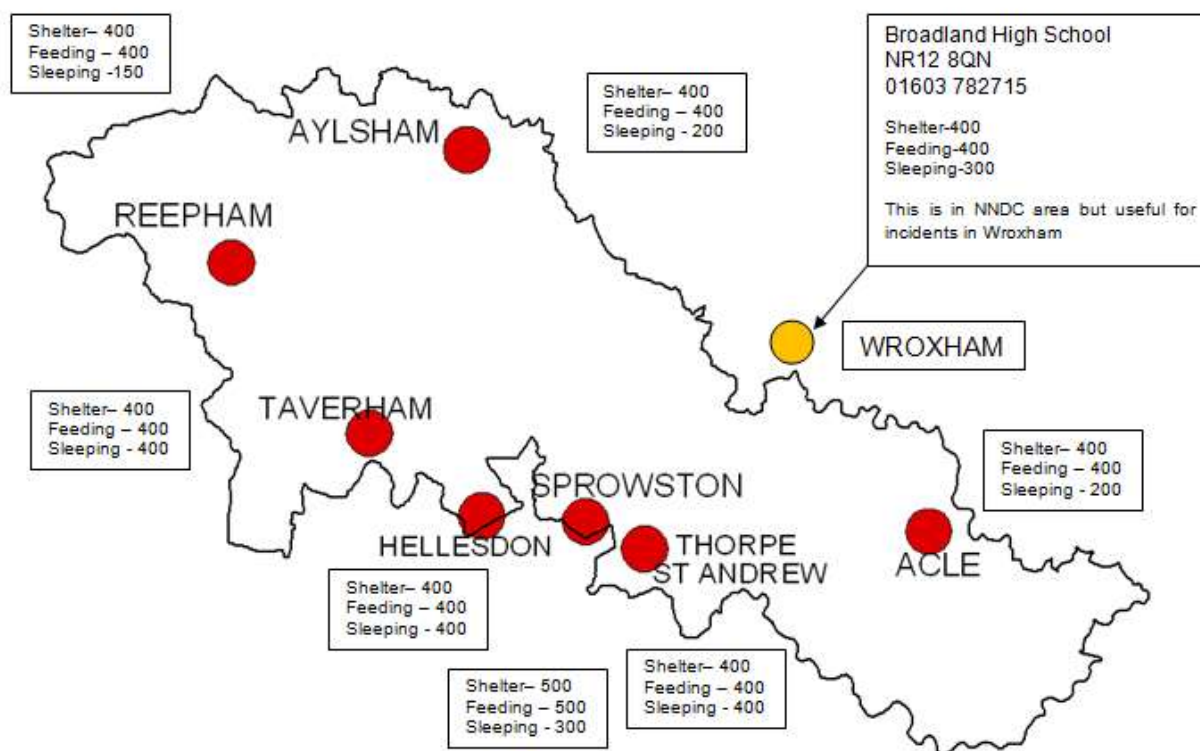 Shelter– 400
Feeding – 400
Sleeping -150
Broadland High School
NR12 8QN
01603 782715
Shelter-400
Feeding-400
Sleeping-300
This is in NNDC area but useful for
incidents in Wroxham
Shelter– 400
Feeding – 400
Sleeping - 200
AYLSHAM
REEPHAM
WROXHAM
TAVERHAM
Shelter– 400
Feeding – 400
Sleeping - 400
Shelter– 400
Feeding – 400
Sleeping - 200
SPROWSTON
HELLESDON
THORPE
ST ANDREW
ACLE
Shelter– 400
Feeding – 400
Sleeping - 400
Shelter– 500
Feeding – 500
Sleeping - 300
Shelter– 400
Feeding – 400
Sleeping - 400